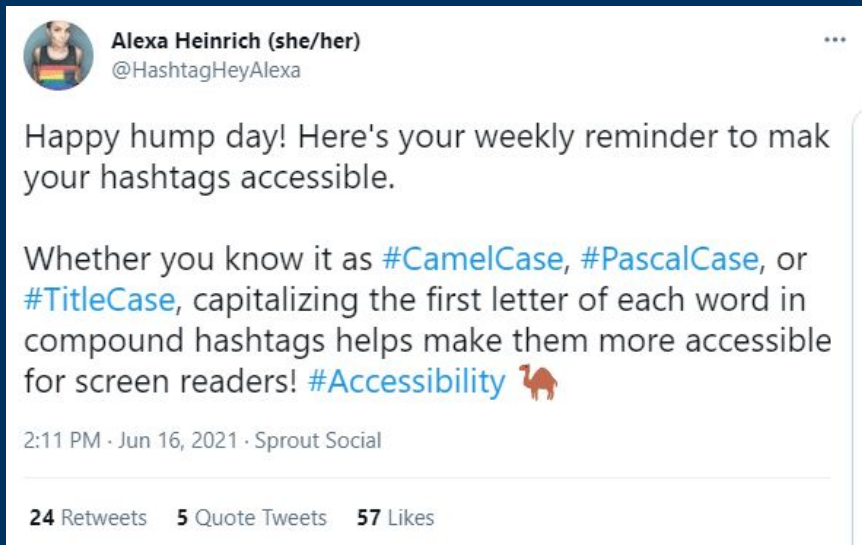 Alexa Heinrich (she/her)
@HashtagHeyAlexa
Happy hump day! Here's your weekly reminder to mak
your hashtags accessible.
Whether you know it as #CamelCase, #PascalCase, or
#TitleCase, capitalizing the first letter of each word in
compound hashtags helps make them more accessible
for screen readers! #Accessibility 🐪
2:11 PM · Jun 16, 2021 · Sprout Social
24 Retweets 5 Quote Tweets 57 Likes